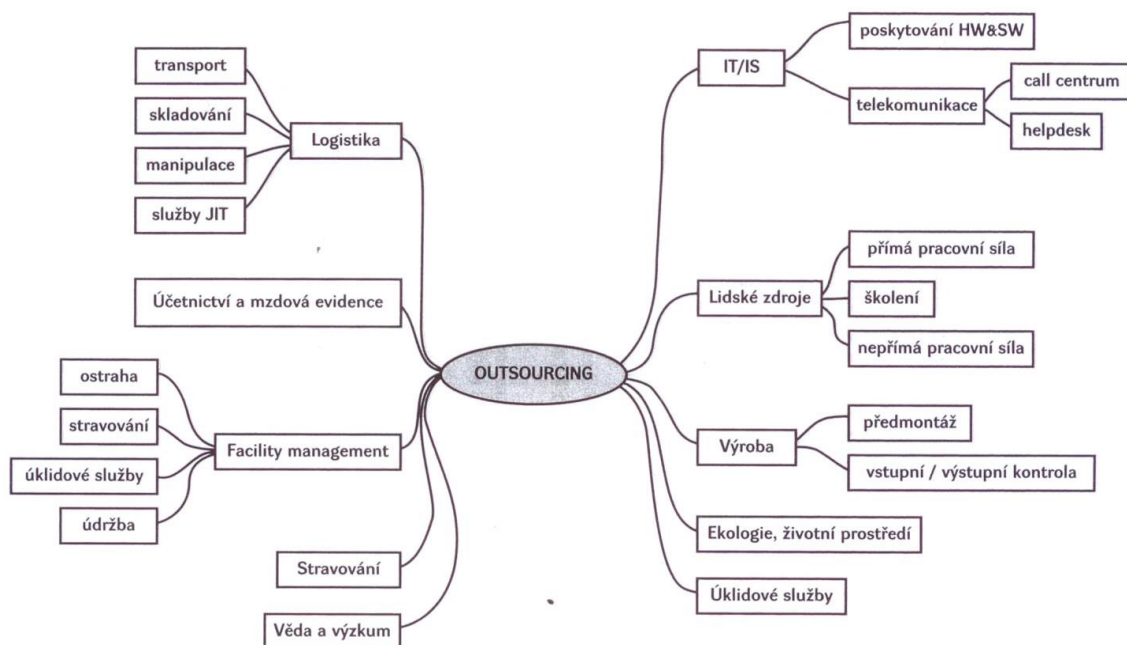 transport
skladování
manipulace
služby JIT
Logistika
Účetnictví a mzdová evidence
ostraha
stravování
úklidové služby
údržba
Facility management
Stravování
Věda a výzkum
OUTSOURCING
IT/IS
poskytování HW&SW
telekomunikace
call centrum
helpdesk
Lidské zdroje
přímá pracovní síla
školení
nepřímá pracovní síla
Výroba
předmontáž
vstupní / výstupní kontrola
Ekologie, životní prostředí
Úklidové služby